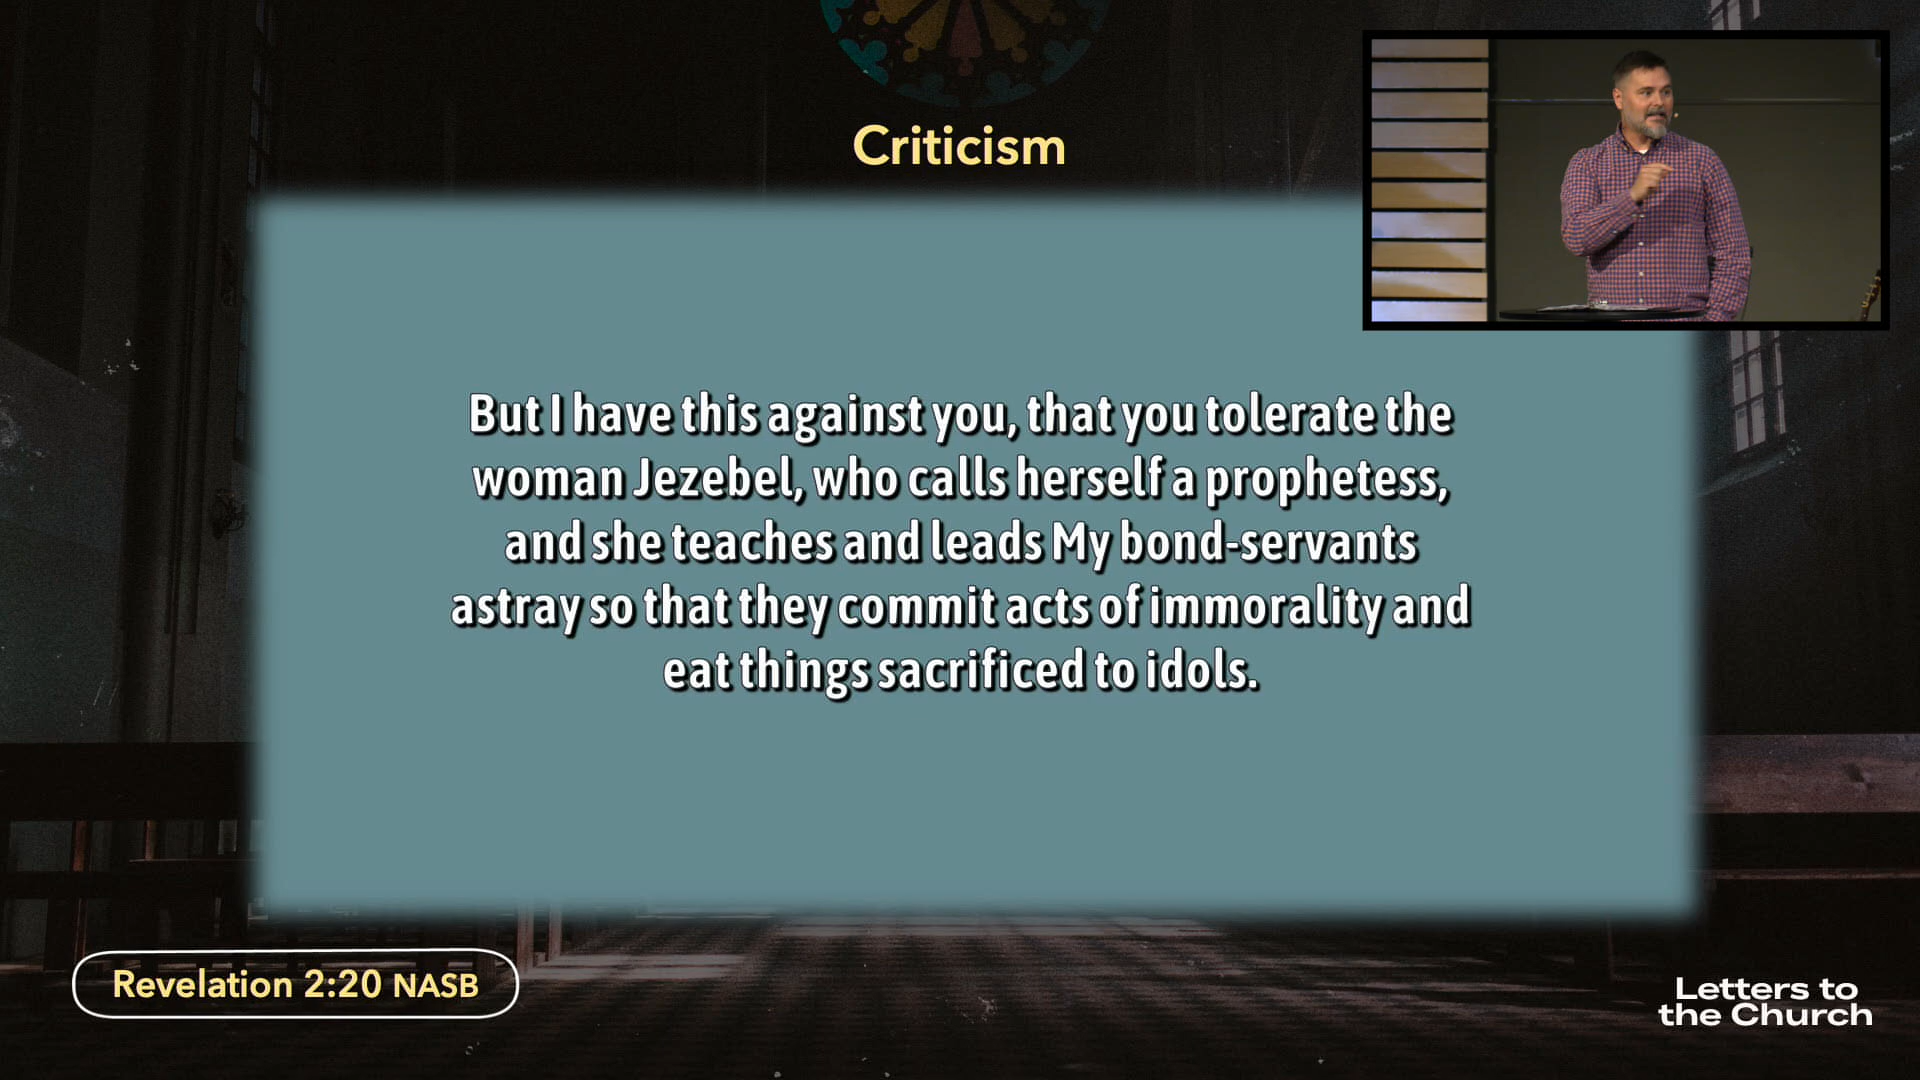 Criticism
But I have this against you, that you tolerate the
woman Jezebel, who calls herself a prophetess,
and she teaches and leads My bond-servants
astray so that they commit acts of immorality and
eat things sacrificed to idols.
Revelation 2:20 NASB
Letters to
the Church